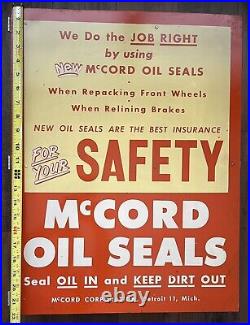 We Do the JOB RIGHT
by using
New McCORD OIL SEALS
• When Repacking Front Wheels
• When Relining Brakes
NEW OIL SEALS ARE THE BEST INSURANCE
FOR YOUR SAFETY
McCORD
OIL SEALS
Seal OIL IN and KEEP DIRT OUT
McCORD Detroit 11, Mich.